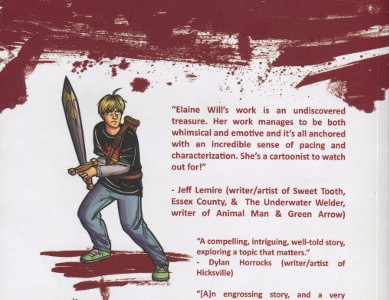 “Elaine Will's work is an undiscovered
treasure. Her work manages to be both
whimsical and emotive and it's all anchored
with an incredible sense of pacing and
characterization. She's a cartoonist to watch
out for!”
- Jeff Lemire (writer/artist of Sweet Tooth,
Essex County, & The Underwater Welder,
writer of Animal Man & Green Arrow)
“A compelling, intriguing, well-told story,
exploring a topic that matters.”
- Dylan Horrocks (writer/artist of
Hicksville)
“[A]n engrossing story, and a very